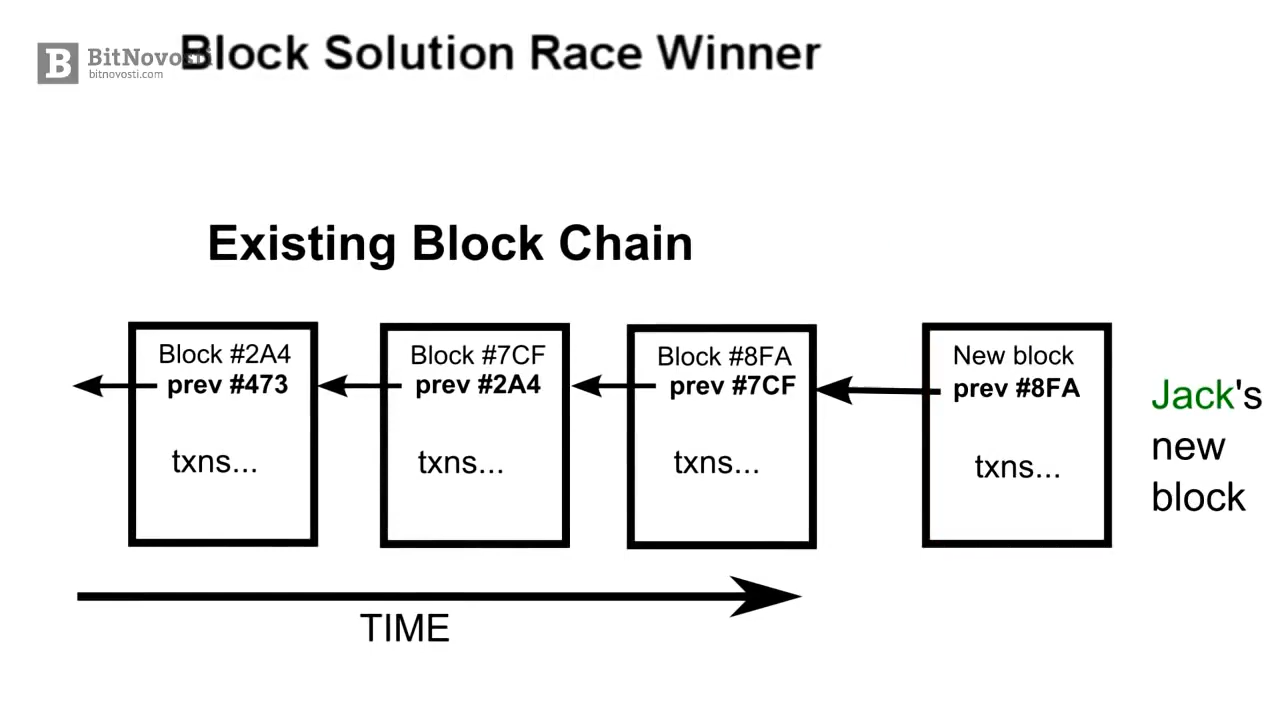 Block Solution Race Winner
BitNovosti
bitnovosti.com
Existing Block Chain
Block #2A4
prev #473
txns...
Block #7CF
prev #2A4
txns...
Block #8FA
prev #7CF
txns...
New block
prev #8FA
txns...
Jack's
new
block
TIME